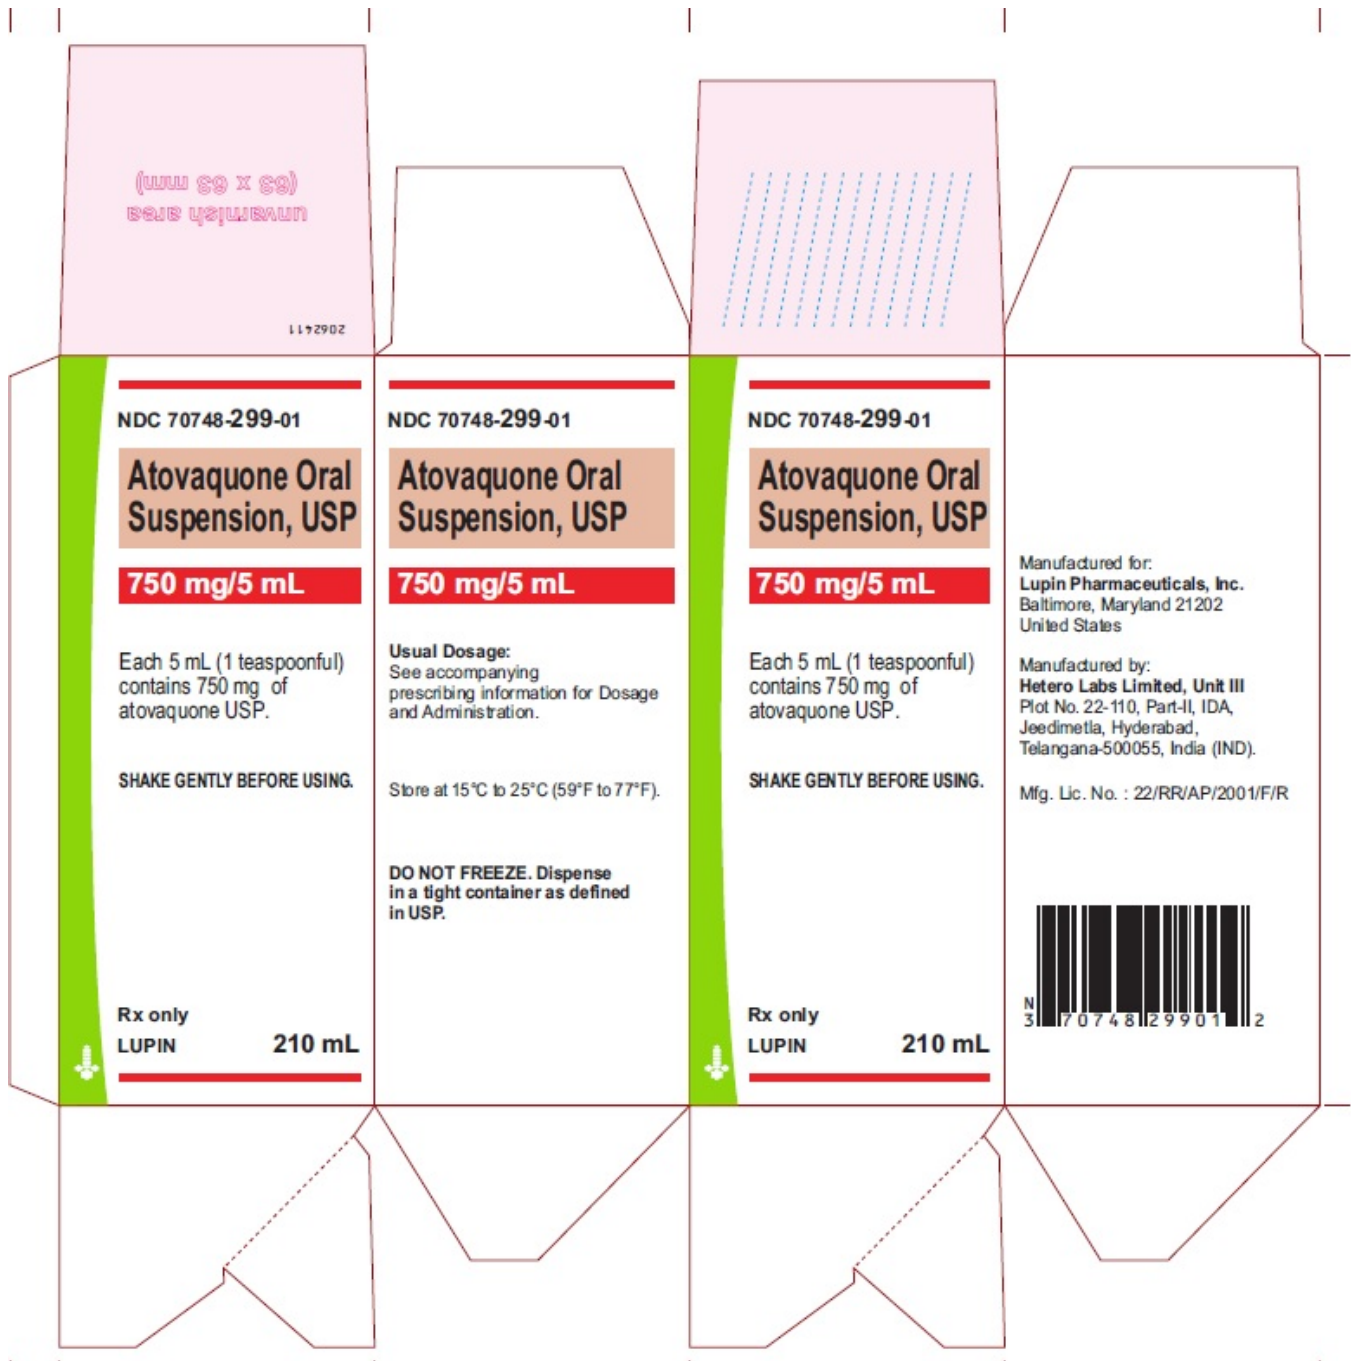 unvarnish area
(63 x 63 mm)
2062411
NDC 70748-299-01
Atovaquone Oral
Suspension, USP
750 mg/5 mL
Each 5 mL (1 teaspoonful)
contains 750 mg of
atovaquone USP.
SHAKE GENTLY BEFORE USING.
Rx only
LUPIN
210 mL
NDC 70748-299-01
Atovaquone Oral
Suspension, USP
750 mg/5 mL
Usual Dosage:
See accompanying
prescribing information for Dosage
and Administration.
Store at 15°C to 25°C (59°F to 77°F).
DO NOT FREEZE. Dispense
in a tight container as defined
in USP.
NDC 70748-299-01
Atovaquone Oral
Suspension, USP
750 mg/5 mL
Each 5 mL (1 teaspoonful)
contains 750 mg of
atovaquone USP.
SHAKE GENTLY BEFORE USING.
Rx only
LUPIN
210 mL
Manufactured for:
Lupin Pharmaceuticals, Inc.
Baltimore, Maryland 21202
United States
Manufactured by:
Hetero Labs Limited, Unit III
Plot No. 22-110, Part-II, IDA,
Jeedimetla, Hyderabad,
Telangana-500055, India (IND).
Mfg. Lic. No. : 22/RR/AP/2001/F/R
N
3 70748 29901 2